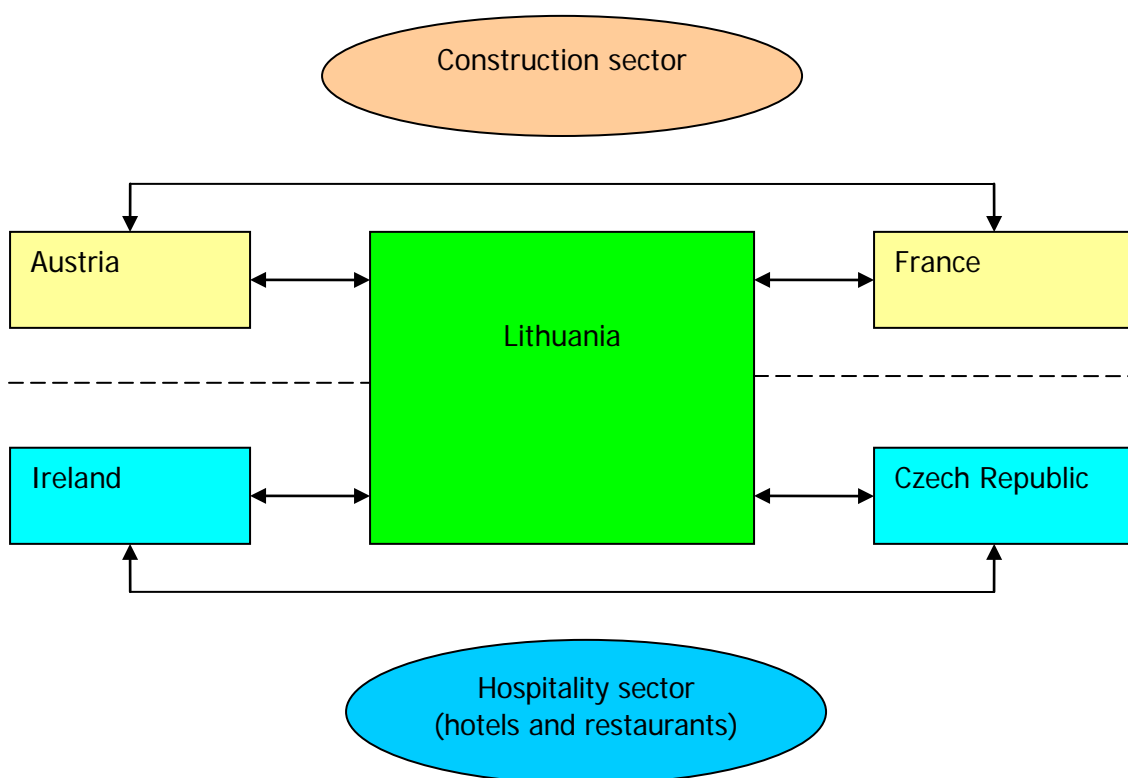 Construction sector
Austria
France
Lithuania
Ireland
Czech Republic
Hospitality sector
(hotels and restaurants)